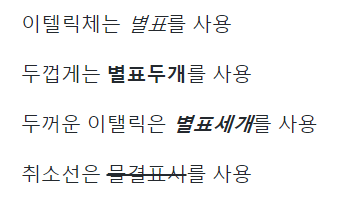 이텔릭체는 별표를 사용
두껍게는 별표두개를 사용
두꺼운 이탤릭은 별표세개를 사용
취소선은 물결표시를 사용